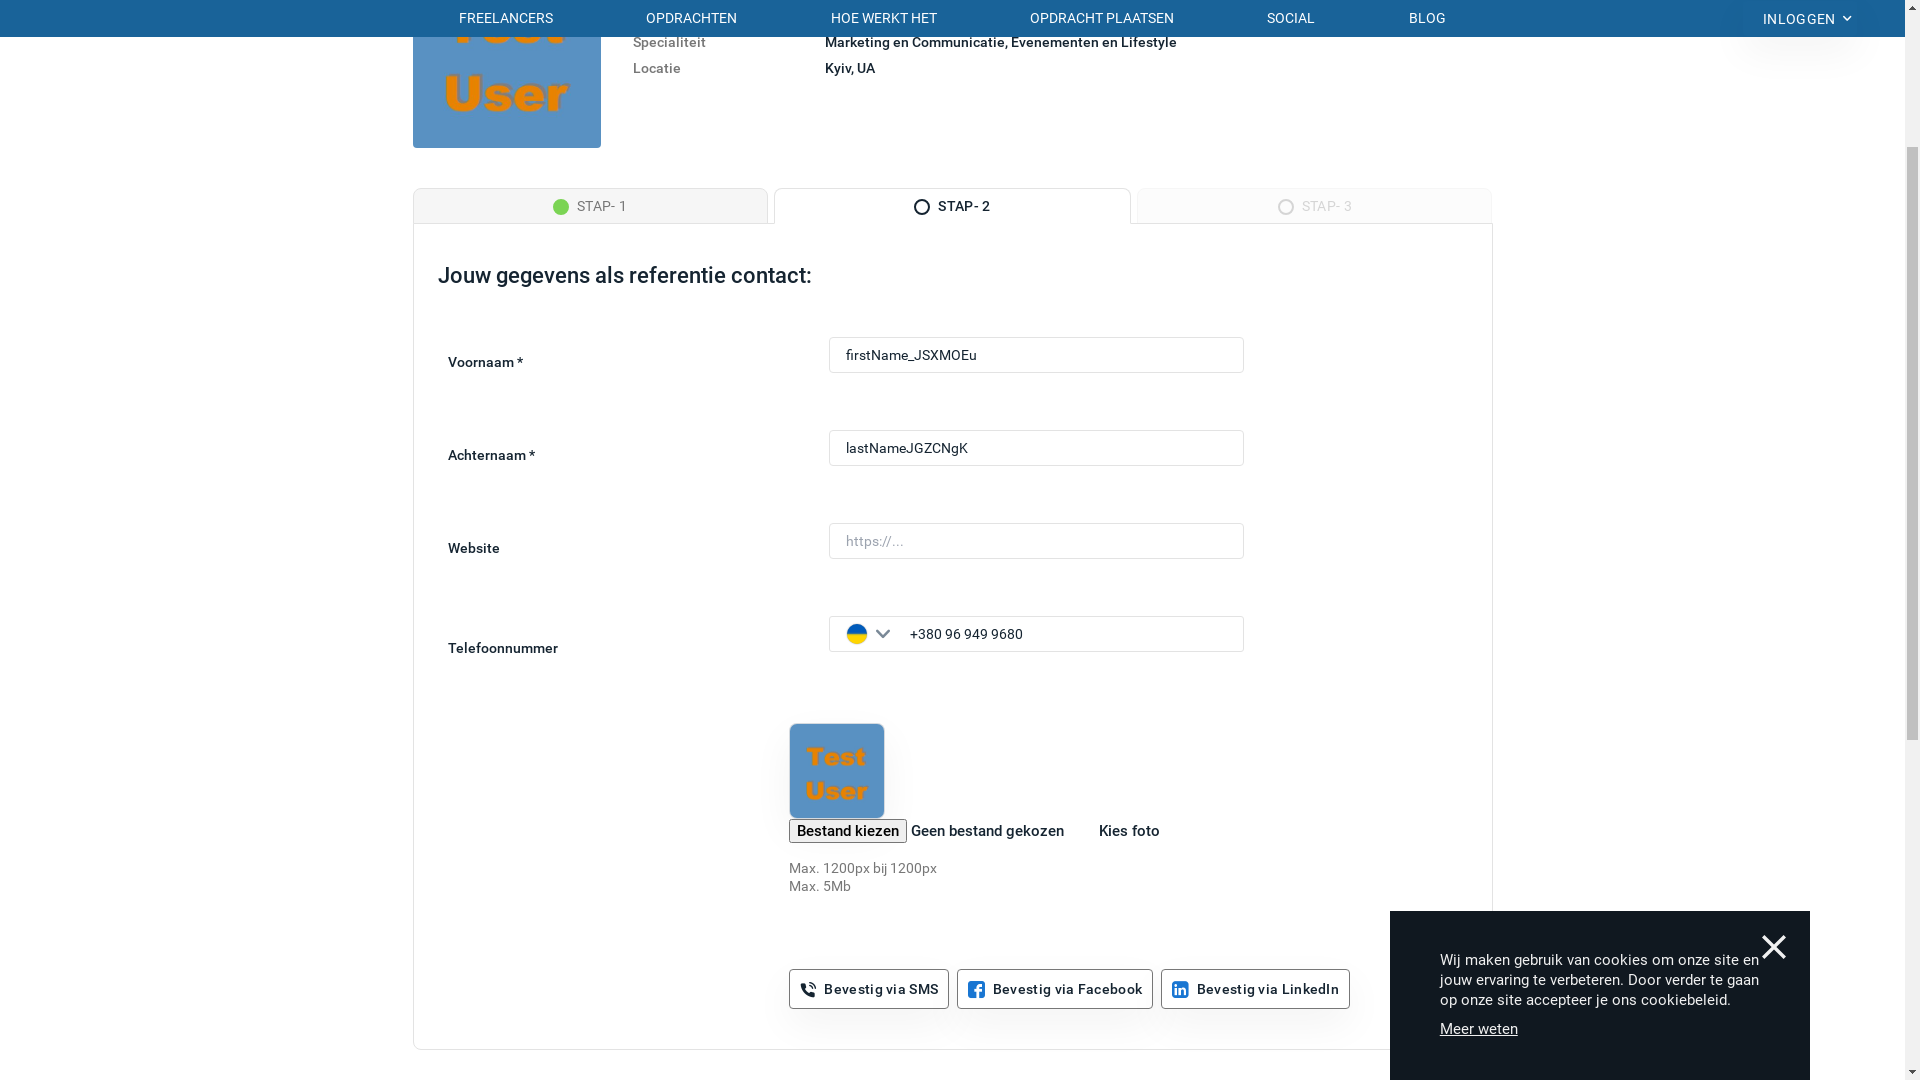 FREELANCERS OPDRACHTEN HOE WERKT HET OPDRACHT PLAATSEN SOCIAL BLOG INLOGGEN
Specialiteit Marketing en Communicatie, Evenementen en Lifestyle
Locatie Kyiv, UA
Test
User
STAP- 1 STAP- 2 STAP- 3
Jouw gegevens als referentie contact:
Voornaam * firstName_JSXMOEu
Achternaam * lastNameJGZCNgK
Website https://...
Telefoonnummer +380 96 949 9680
Test
User
Bestand kiezen Geen bestand gekozen Kies foto
Max. 1200px bij 1200px
Max. 5Mb
Bevestig via SMS Bevestig via Facebook Bevestig via LinkedIn
Wij maken gebruik van cookies om onze site en
jouw ervaring te verbeteren. Door verder te gaan
op onze site accepteer je ons cookiebeleid.
Meer weten